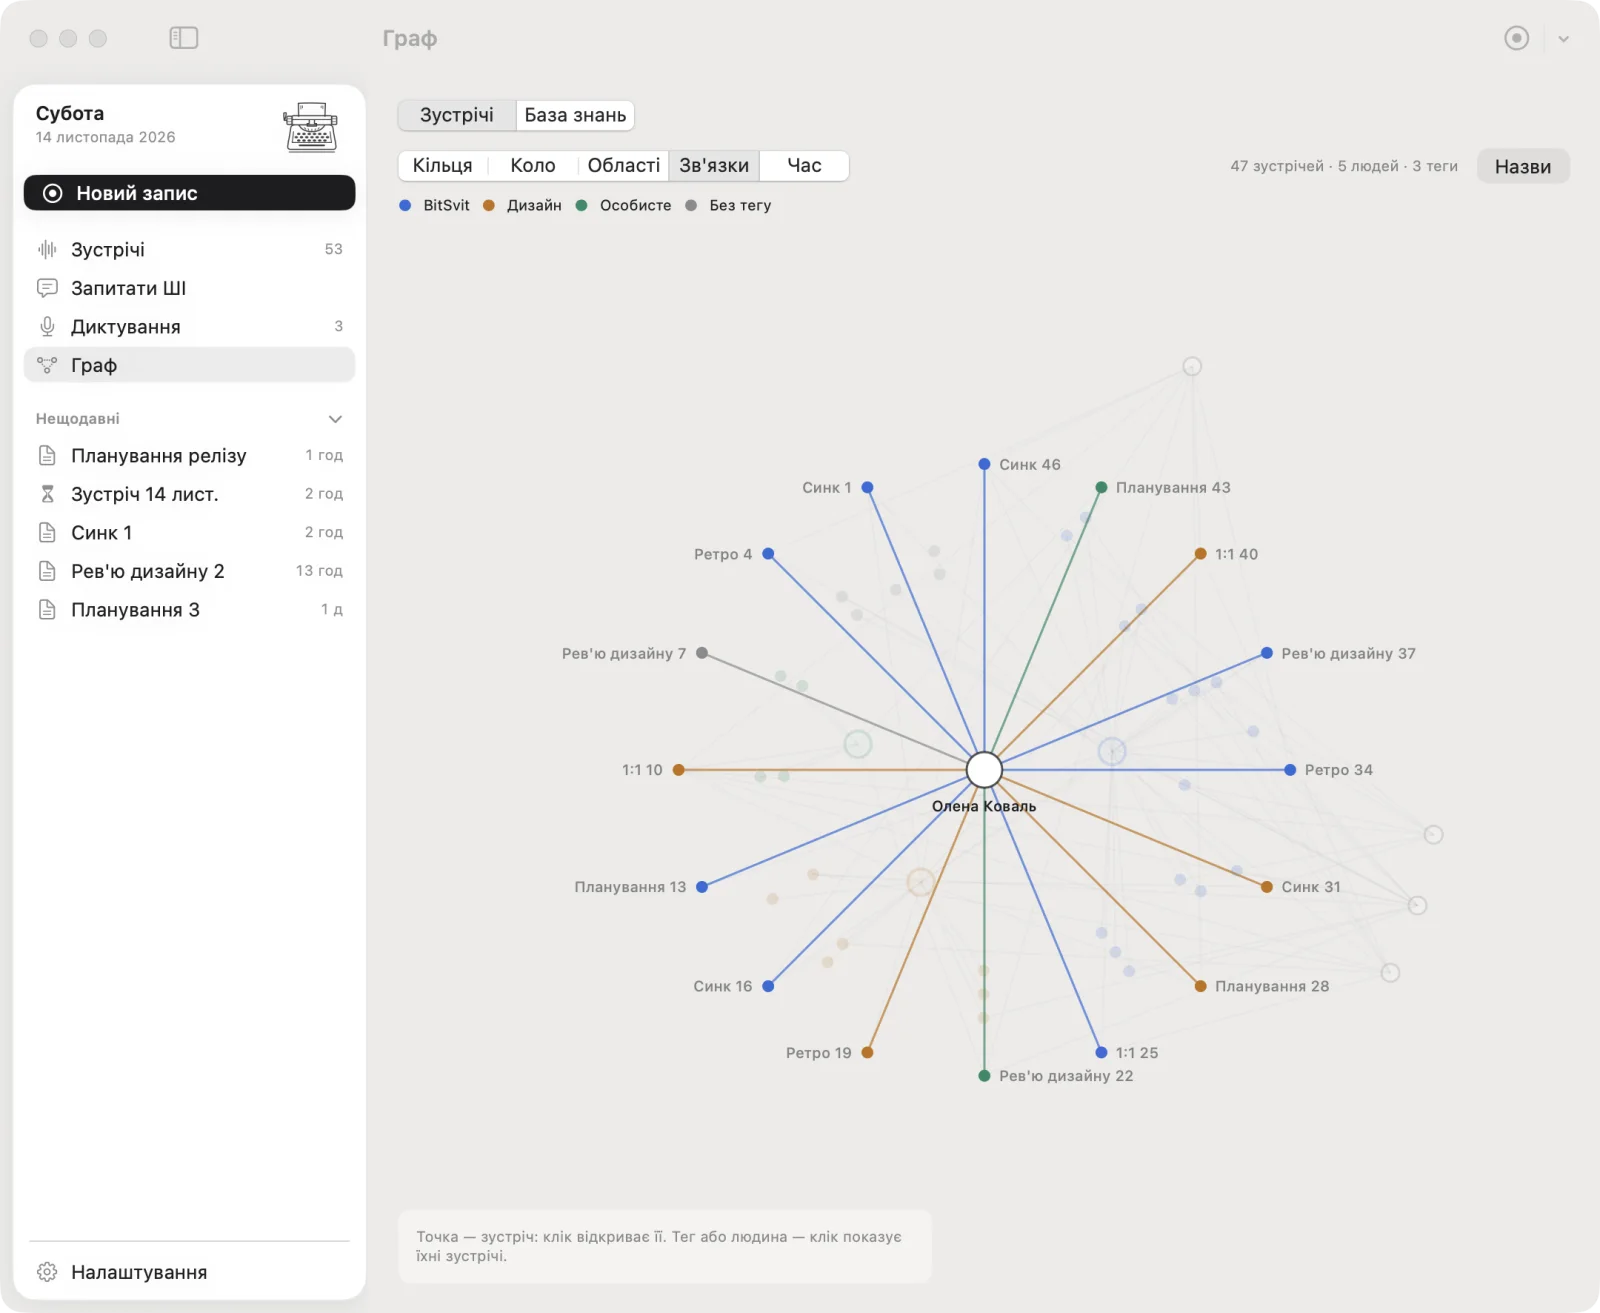 Граф
Субота
14 листопада 2026
Новий запис
Зустрічі 53
Запитати ШІ
Диктування 3
Граф
Нещодавні
Планування релізу 1 год
Зустріч 14 лист. 2 год
Синк 1 2 год
Рев'ю дизайну 2 13 год
Планування 3 1 д
Налаштування
Зустрічі База знань
Кільця Коло Області Зв'язки Час
47 зустрічей · 5 людей · 3 теги Назви
BitSvit Дизайн Особисте Без тегу
Синк 46
Синк 1
Планування 43
Ретро 4
1:1 40
Рев'ю дизайну 7
Рев'ю дизайну 37
1:1 10
Ретро 34
Олена Коваль
Планування 13
Синк 31
Синк 16
Планування 28
Ретро 19
1:1 25
Рев'ю дизайну 22
Точка — зустріч: клік відкриває її. Тег або людина — клік показує
їхні зустрічі.